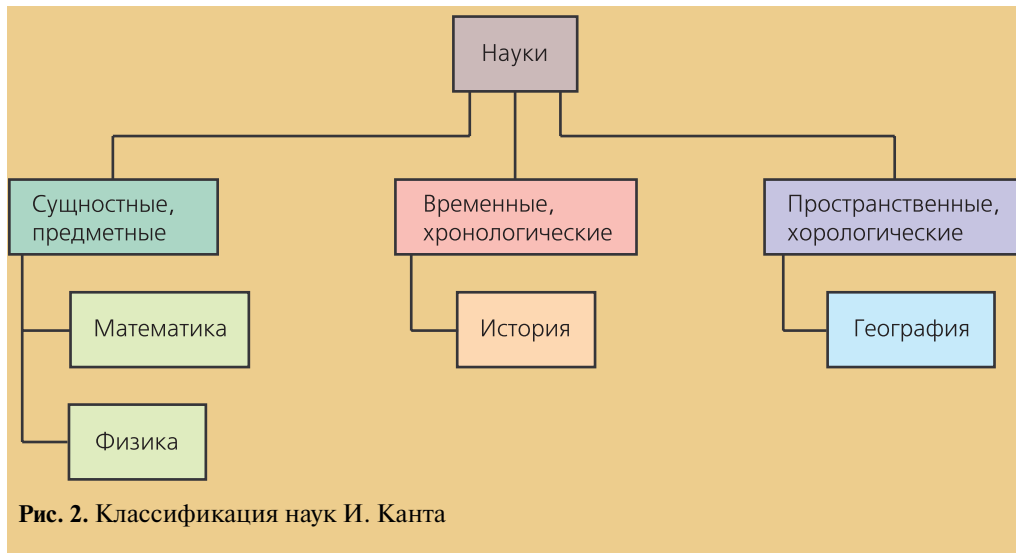 Науки
Сущностные,
предметные
Временные,
хронологические
Пространственные,
хорологические
Математика
История
География
Физика
Рис. 2. Классификация наук И. Канта